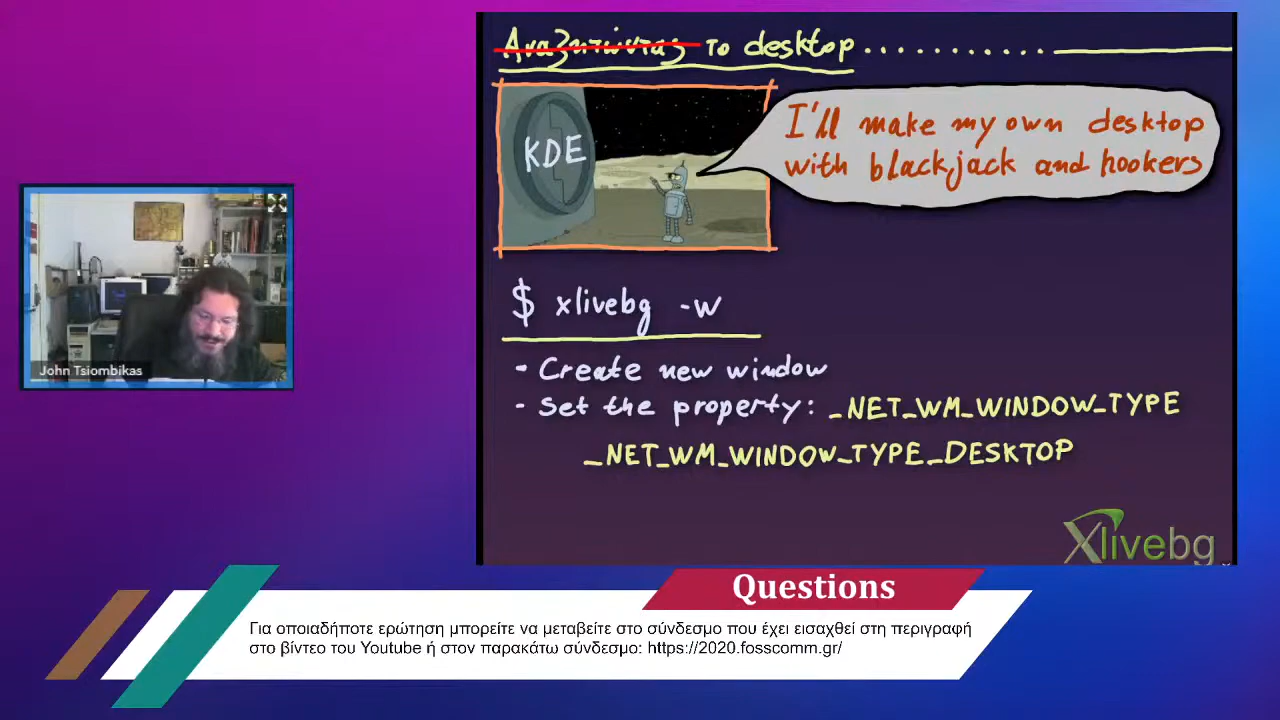 Αναζητώντας το desktop
KDE
I'll make my own desktop
with blackjack and hookers
$ xlivebg -w
- Create new window
- Set the property: _NET_WM_WINDOW_TYPE
_NET_WM_WINDOW_TYPE_DESKTOP
Xlivebg
John Tsiombikas
Questions
Για οποιαδήποτε ερώτηση μπορείτε να μεταβείτε στο σύνδεσμο που έχει εισαχθεί στη περιγραφή
στο βίντεο του Youtube ή στον παρακάτω σύνδεσμο: https://2020.fosscomm.gr/